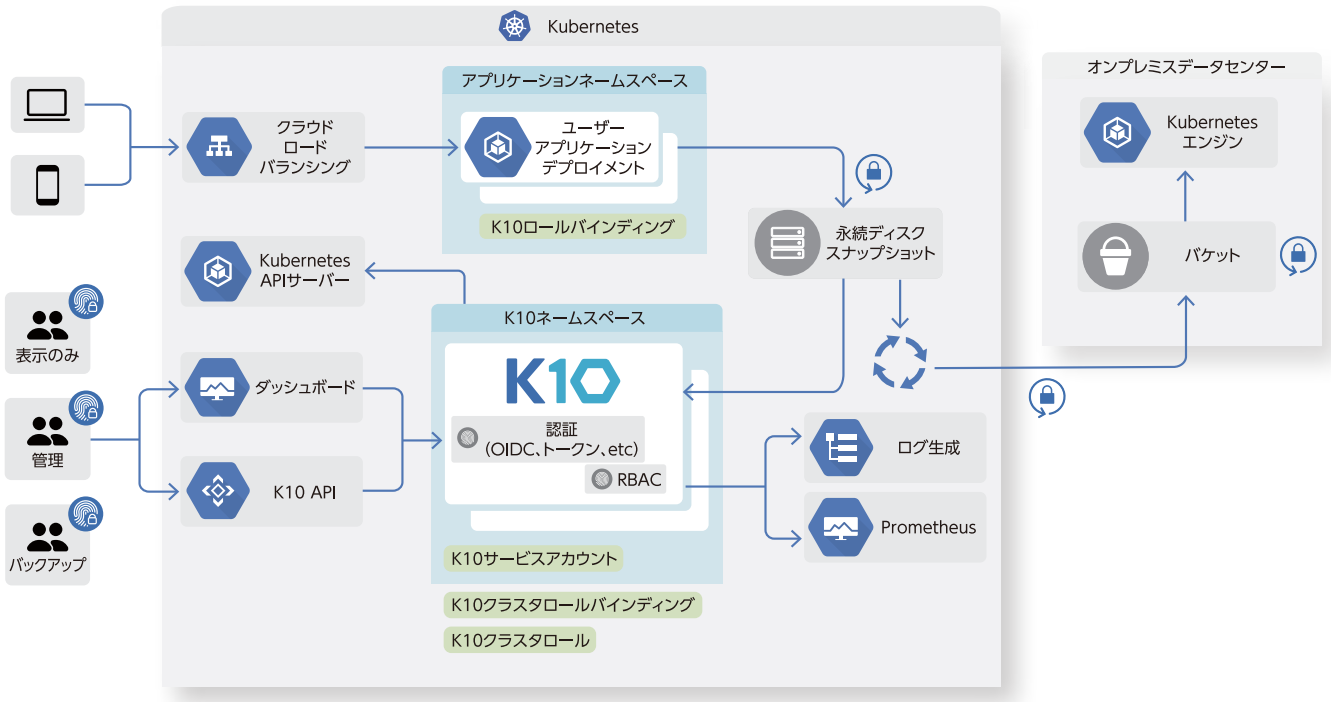 Kubernetes
アプリケーションネームスペース
クラウド
ロード
バランシング
ユーザー
アプリケーション
デプロイメント
K10ロールバインディング
Kubernetes
APIサーバー
永続ディスク
スナップショット
オンプレミスデータセンター
Kubernetes
エンジン
バケット
表示のみ
管理
バックアップ
ダッシュボード
K10 API
K10ネームスペース
K10
認証
(OIDC、トークン、etc)
RBAC
K10サービスアカウント
K10クラスタロールバインディング
K10クラスタロール
ログ生成
Prometheus